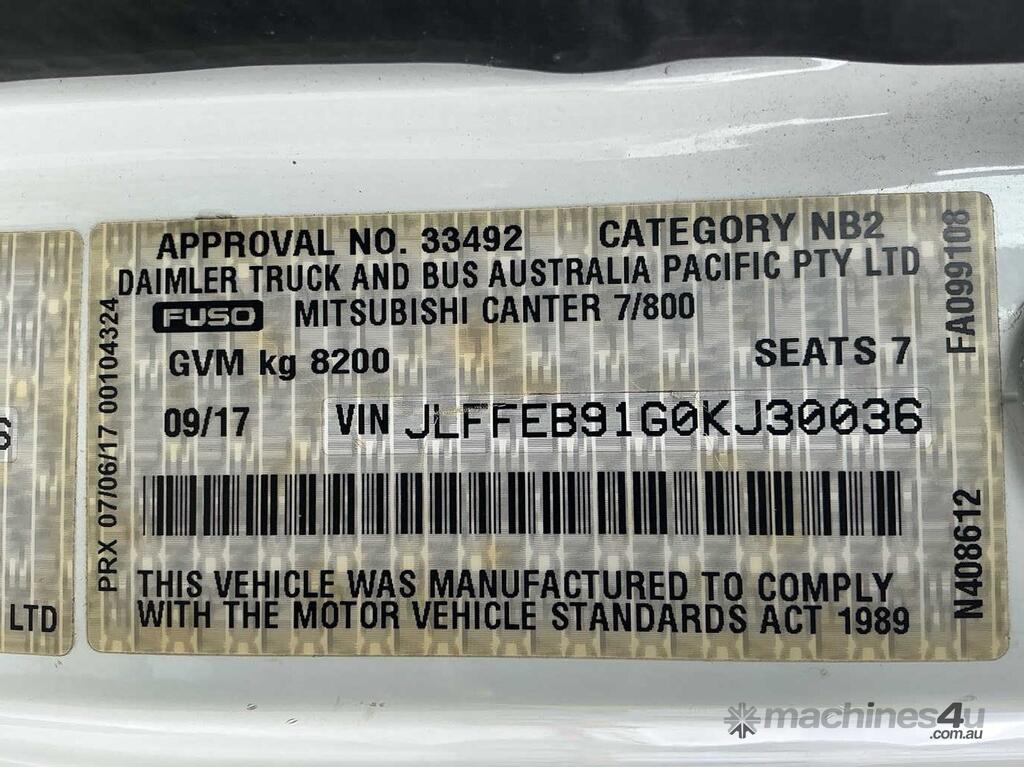 APPROVAL NO. 33492 CATEGORY NB2
DAIMLER TRUCK AND BUS AUSTRALIA PACIFIC PTY LTD
FUSO MITSUBISHI CANTER 7/800
GVM kg 8200 SEATS 7
09/17 VIN JLFFEB91G0KJ30036
THIS VEHICLE WAS MANUFACTURED TO COMPLY
WITH THE MOTOR VEHICLE STANDARDS ACT 1989
PRX 07/06/17 00104324
FA099108
N408612
6
LTD
machines4u
.com.au